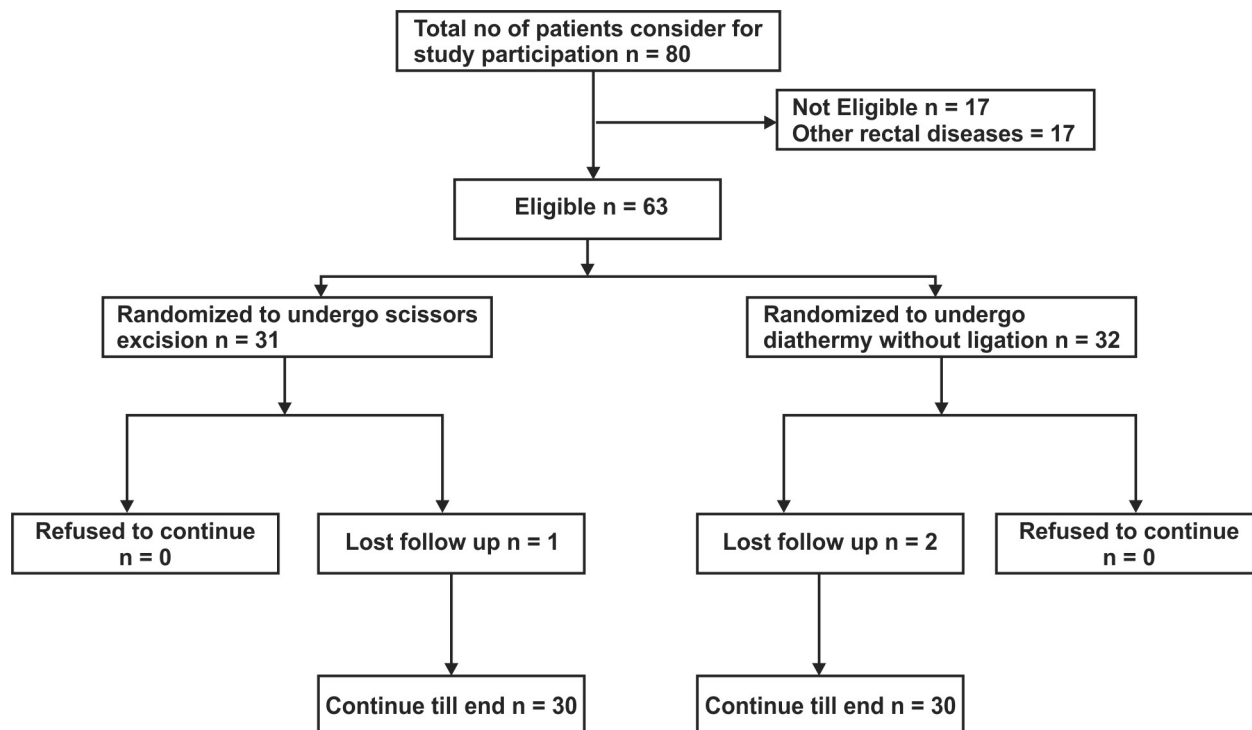 Total no of patients consider for
study participation n = 80
Not Eligible n = 17
Other rectal diseases = 17
Eligible n = 63
Randomized to undergo scissors
excision n = 31
Randomized to undergo
diathermy without ligation n = 32
Refused to continue
n = 0
Lost follow up n = 1
Lost follow up n = 2
Refused to continue
n = 0
Continue till end n = 30
Continue till end n = 30